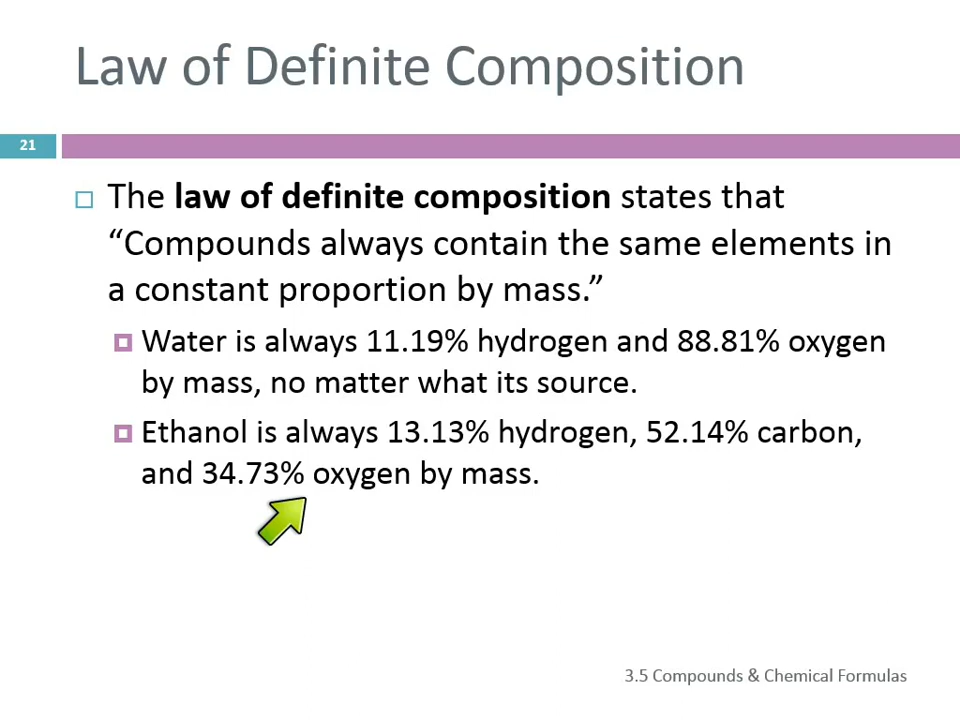 Law of Definite Composition
21
The law of definite composition states that
“Compounds always contain the same elements in
a constant proportion by mass.”
Water is always 11.19% hydrogen and 88.81% oxygen
by mass, no matter what its source.
Ethanol is always 13.13% hydrogen, 52.14% carbon,
and 34.73% oxygen by mass.
3.5 Compounds & Chemical Formulas